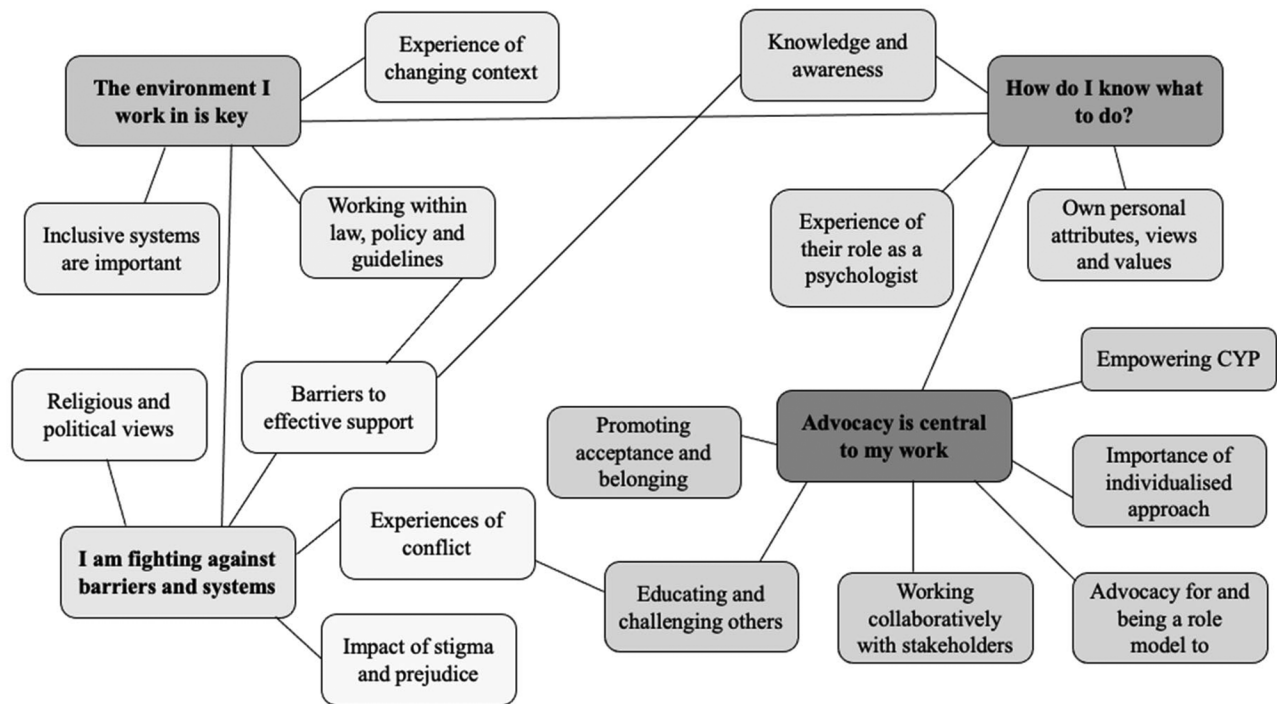 Experience of
changing context
Knowledge and
awareness
The environment I
work in is key
How do I know what
to do?
Inclusive systems
are important
Working within
law, policy and
guidelines
Experience of
their role as a
psychologist
Own personal
attributes, views
and values
Religious and
political views
Barriers to
effective support
Empowering CYP
Promoting
acceptance and
belonging
Advocacy is central
to my work
Importance of
individualised
approach
I am fighting against
barriers and systems
Experiences of
conflict
Educating and
challenging others
Working
collaboratively
with stakeholders
Advocacy for and
being a role
model to
Impact of stigma
and prejudice